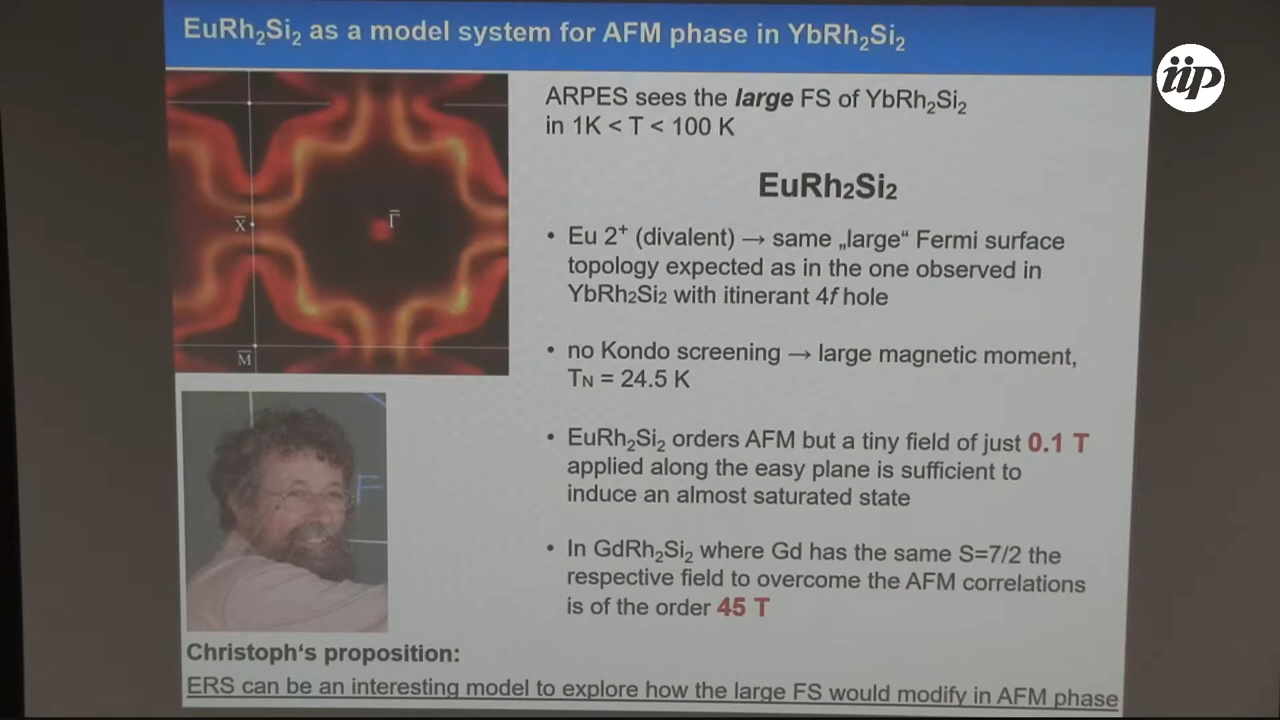 EuRh₂Si₂ as a model system for AFM phase in YbRh₂Si₂
iip
ARPES sees the large FS of YbRh₂Si₂
in 1K < T < 100 K
EuRh₂Si₂
• Eu 2⁺ (divalent) → same „large“ Fermi surface
topology expected as in the one observed in
YbRh₂Si₂ with itinerant 4f hole
• no Kondo screening → large magnetic moment,
TN = 24.5 K
• EuRh₂Si₂ orders AFM but a tiny field of just 0.1 T
applied along the easy plane is sufficient to
induce an almost saturated state
• In GdRh₂Si₂ where Gd has the same S=7/2 the
respective field to overcome the AFM correlations
is of the order 45 T
X̅
Γ̅
M̅
F
Christoph‘s proposition:
ERS can be an interesting model to explore how the large FS would modify in AFM phase